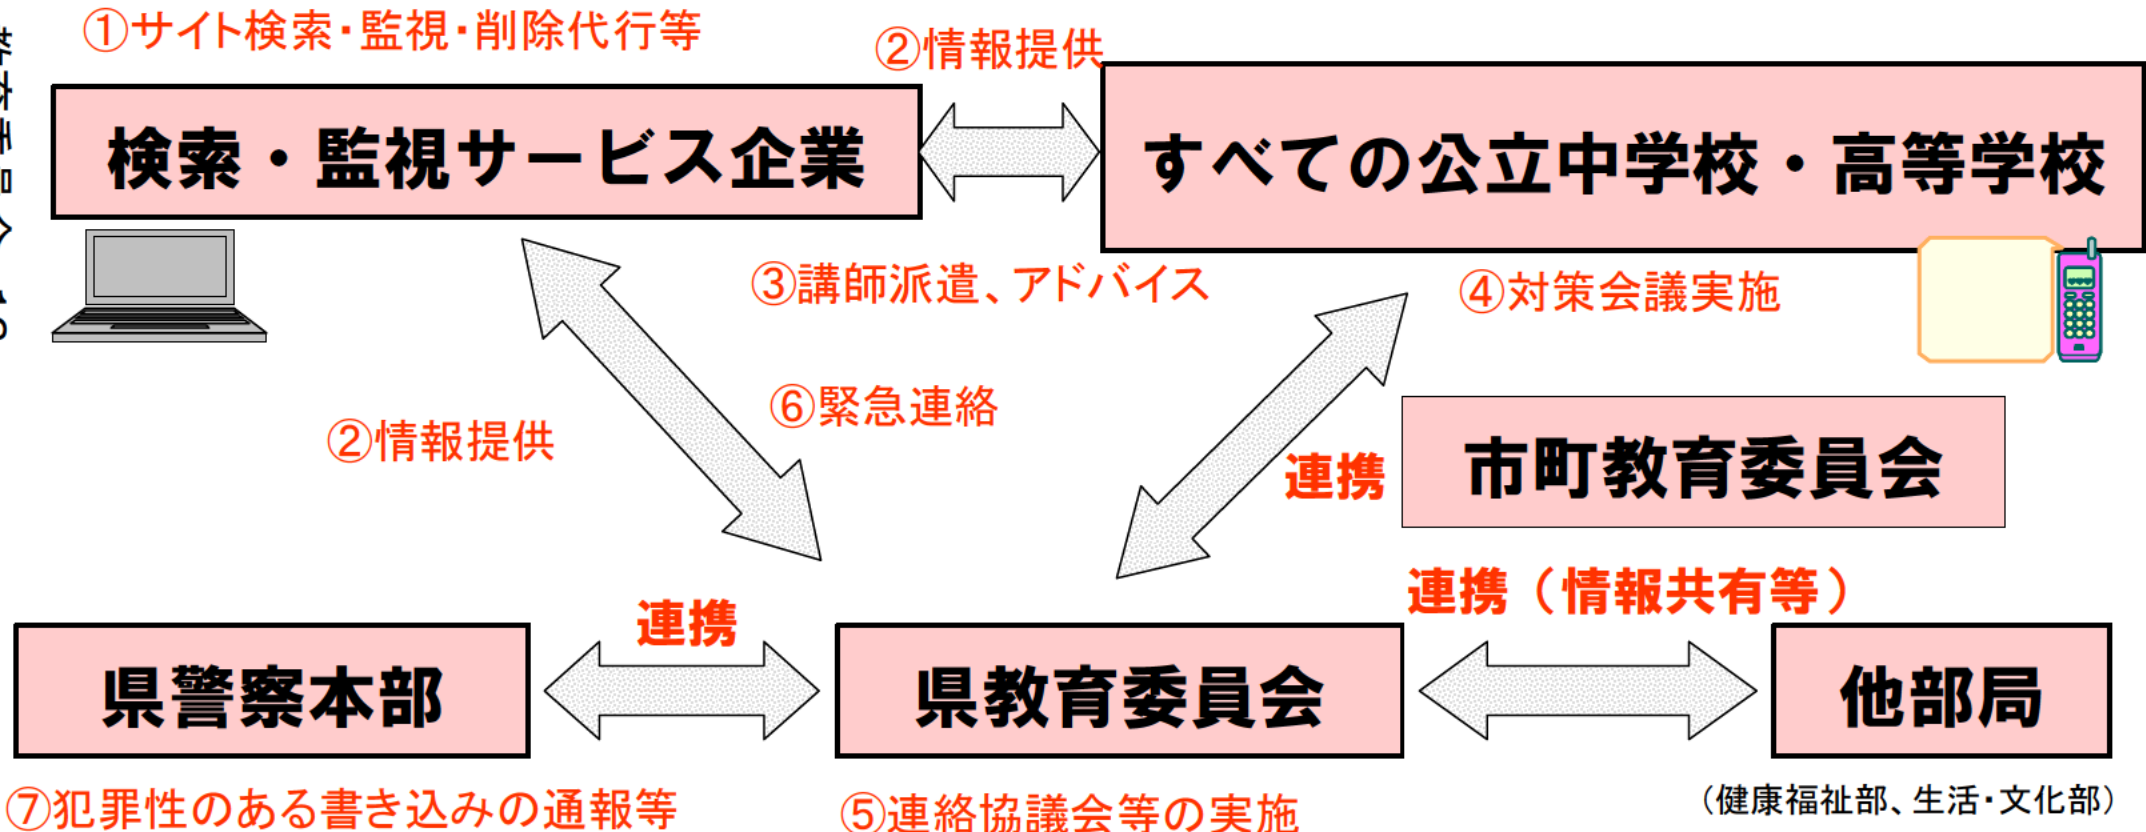 ①サイト検索・監視・削除代行等
②情報提供
検索・監視サービス企業
すべての公立中学校・高等学校
③講師派遣、アドバイス
④対策会議実施
⑥緊急連絡
②情報提供
連携
市町教育委員会
連携（情報共有等）
連携
県警察本部
県教育委員会
他部局
（健康福祉部、生活・文化部）
⑦犯罪性のある書き込みの通報等
⑤連絡協議会等の実施